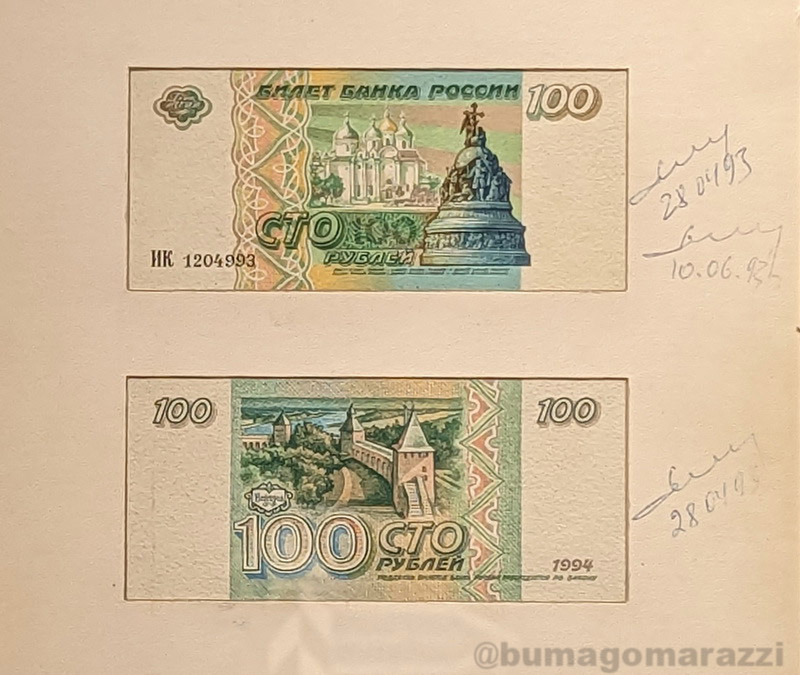 БИЛЕТ БАНКА РОССИИ
100
СТО
РУБЛЕЙ
ИК 1204993
28 04 93
10.06.93
100
100
100 СТО
РУБЛЕЙ
1994
28 04 93
@bumagomarazzi